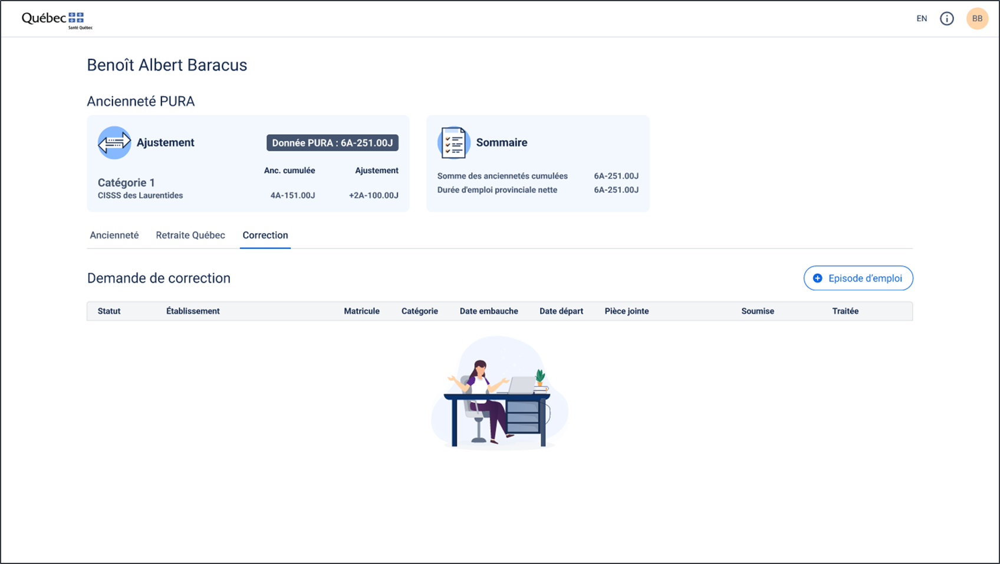 Québec
Santé Québec
EN
BB
Benoît Albert Baracus
Ancienneté PURA
Ajustement
Donnée PURA : 6A-251.00J
Anc. cumulée Ajustement
Catégorie 1
CISSS des Laurentides 4A-151.00J +2A-100.00J
Sommaire
Somme des anciennetés cumulées 6A-251.00J
Durée d'emploi provinciale nette 6A-251.00J
Ancienneté Retraite Québec Correction
Demande de correction
Episode d’emploi
Statut Établissement Matricule Catégorie Date embauche Date départ Pièce jointe Soumise Traitée